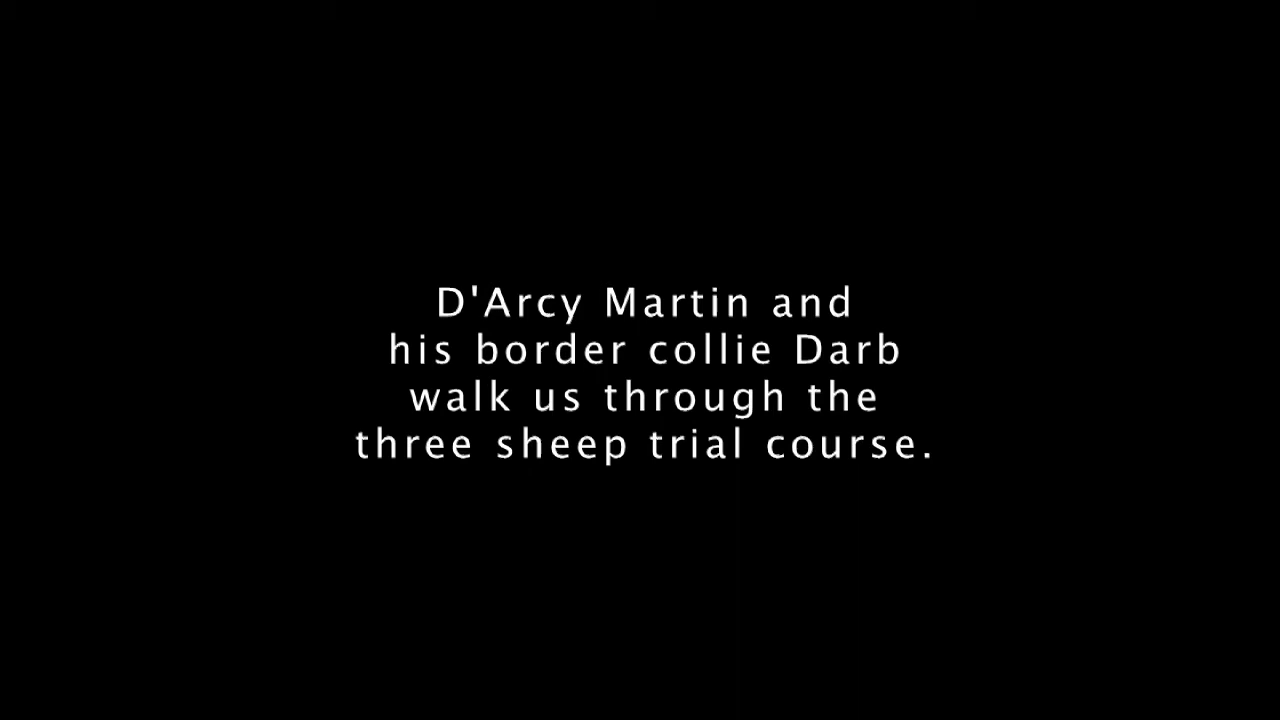 D'Arcy Martin and
his border collie Darb
walk us through the
three sheep trial course.